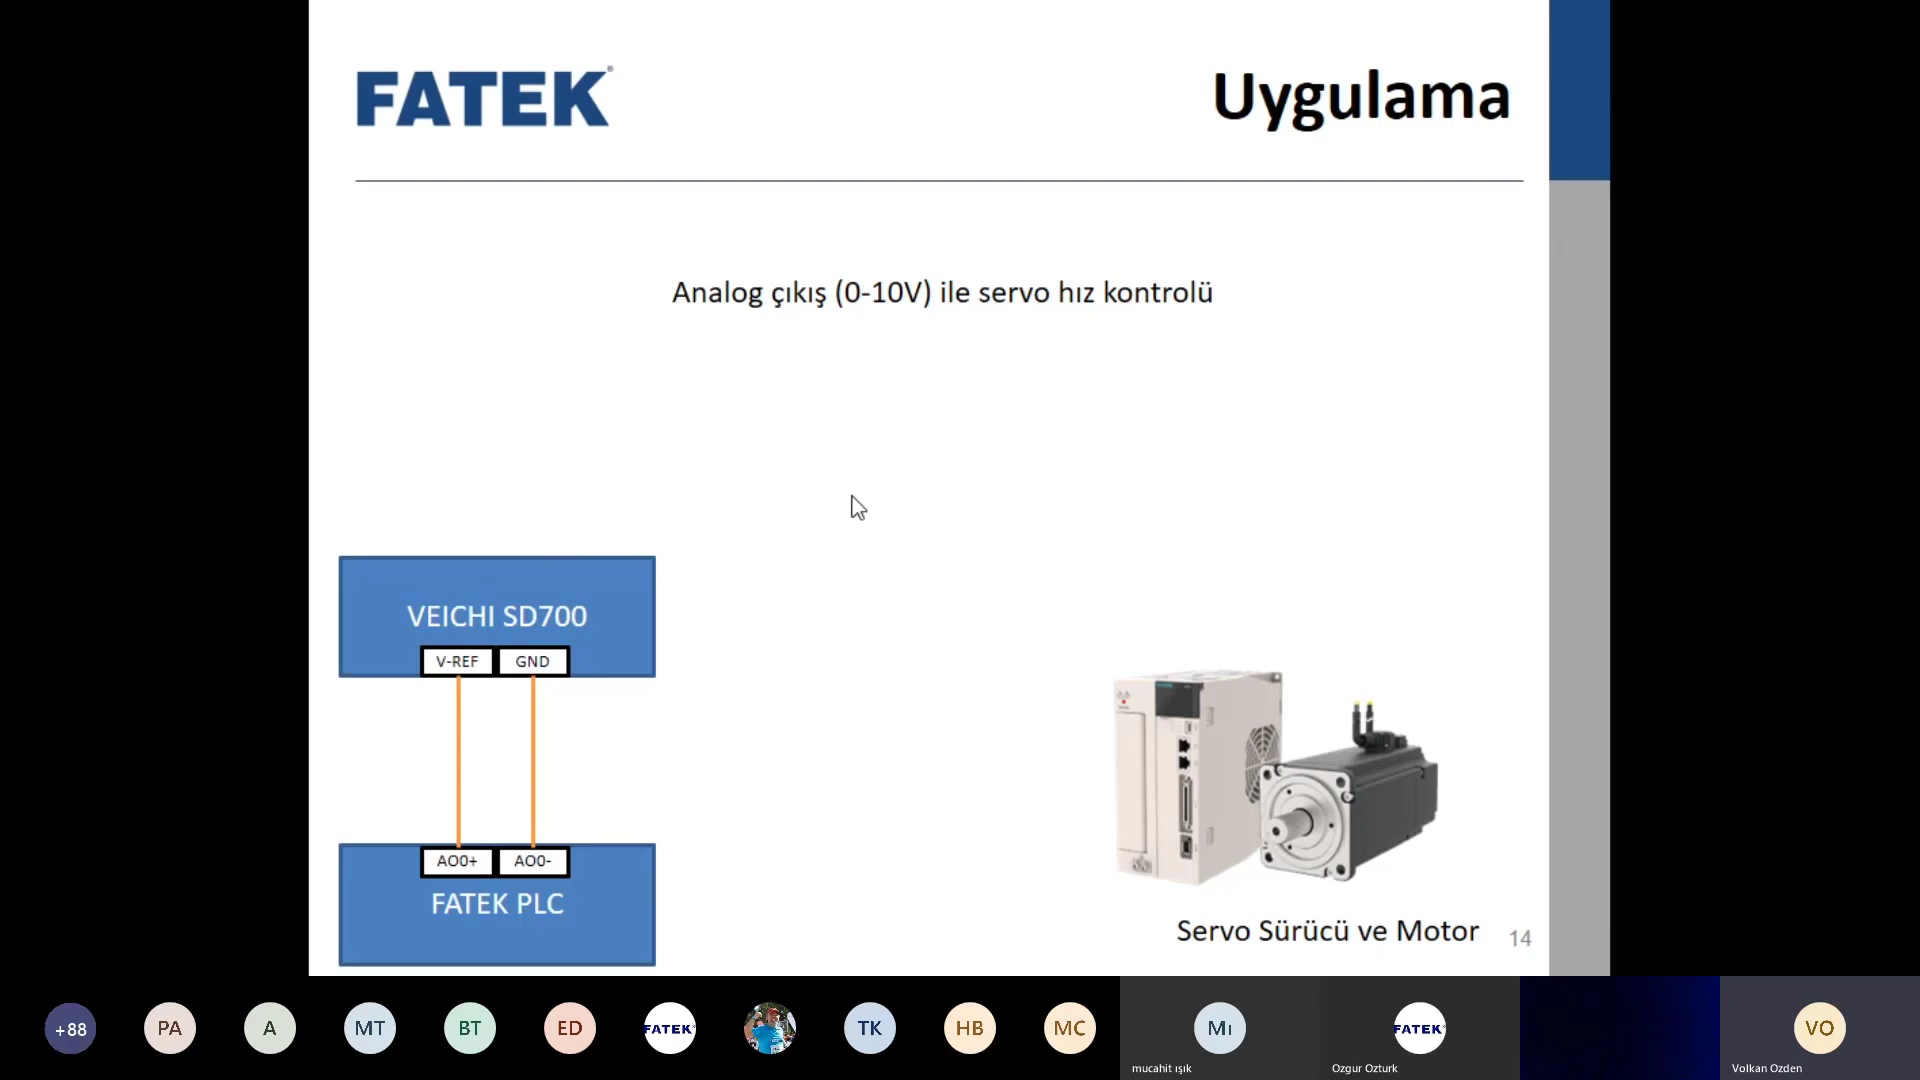 FATEK®
Uygulama
Analog çıkış (0-10V) ile servo hız kontrolü
VEICHI SD700
V-REF GND
AO0+ AO0-
FATEK PLC
Servo Sürücü ve Motor
14
+88 PA A MT BT ED FATEK® TK HB MC Mı FATEK® VO
mucahit ışık Ozgur Ozturk Volkan Ozden